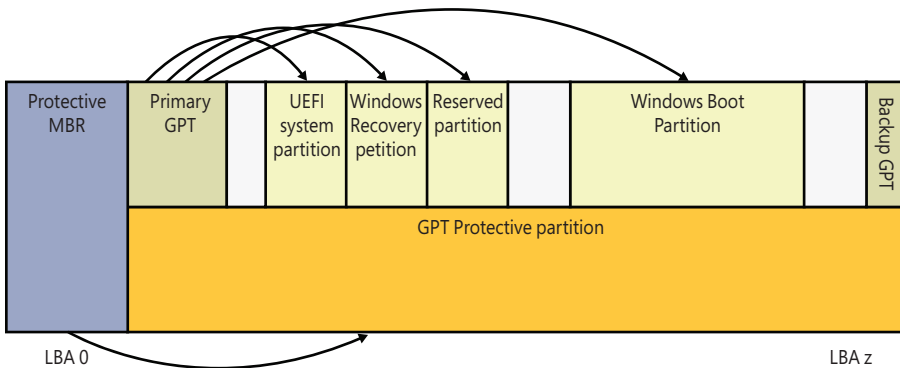 Protective
MBR
Primary
GPT
UEFI
system
partition
Windows
Recovery
petition
Reserved
partition
Windows Boot
Partition
Backup GPT
GPT Protective partition
LBA 0
LBA z